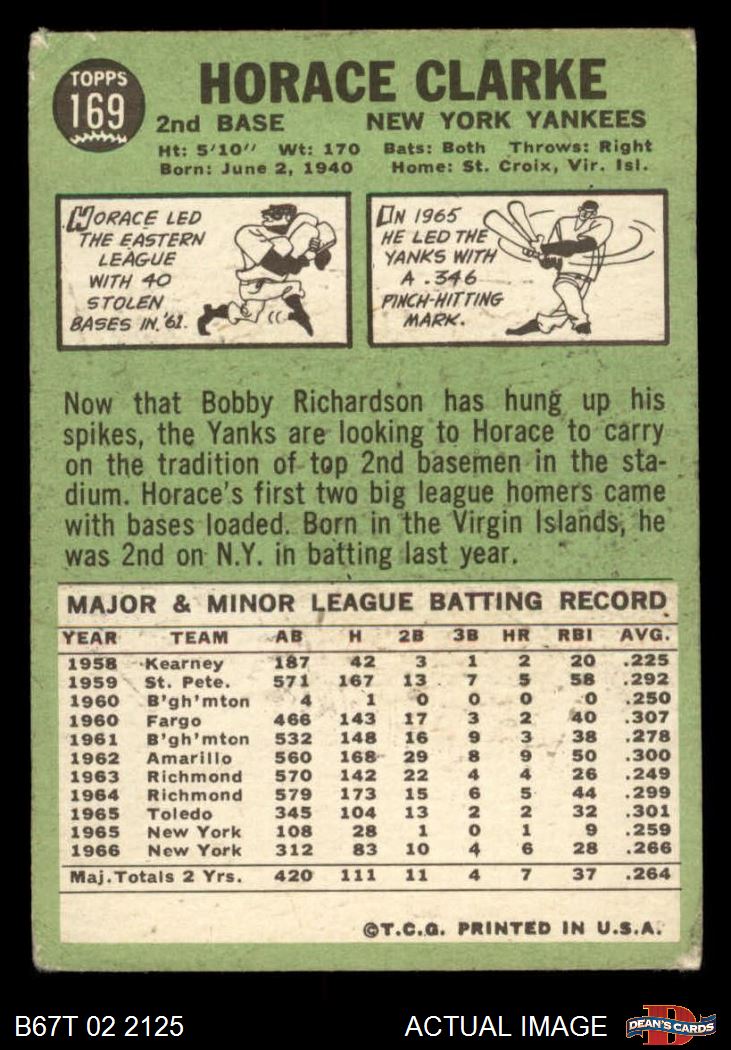 TOPPS
169
HORACE CLARKE
2nd BASE NEW YORK YANKEES
Ht: 5'10" Wt: 170 Bats: Both Throws: Right
Born: June 2, 1940 Home: St. Croix, Vir. Isl.
HORACE LED
THE EASTERN
LEAGUE
WITH 40
STOLEN
BASES IN '61.
IN 1965
HE LED THE
YANKS WITH
A .346
PINCH-HITTING
MARK.
Now that Bobby Richardson has hung up his
spikes, the Yanks are looking to Horace to carry
on the tradition of top 2nd basemen in the sta-
dium. Horace's first two big league homers came
with bases loaded. Born in the Virgin Islands, he
was 2nd on N.Y. in batting last year.
MAJOR & MINOR LEAGUE BATTING RECORD
YEAR TEAM AB H 2B 3B HR RBI AVG.
1958 Kearney 187 42 3 1 2 20 .225
1959 St. Pete. 571 167 13 7 5 58 .292
1960 B'gh'mton 4 1 0 0 0 0 .250
1960 Fargo 466 143 17 3 2 40 .307
1961 B'gh'mton 532 148 16 9 3 38 .278
1962 Amarillo 560 168 29 8 9 50 .300
1963 Richmond 570 142 22 4 4 26 .249
1964 Richmond 579 173 15 6 5 44 .299
1965 Toledo 345 104 13 2 2 32 .301
1965 New York 108 28 1 0 1 9 .259
1966 New York 312 83 10 4 6 28 .266
Maj. Totals 2 Yrs. 420 111 11 4 7 37 .264
©T.C.G. PRINTED IN U.S.A.
B67T 02 2125 ACTUAL IMAGE
D
DEAN'S CARDS